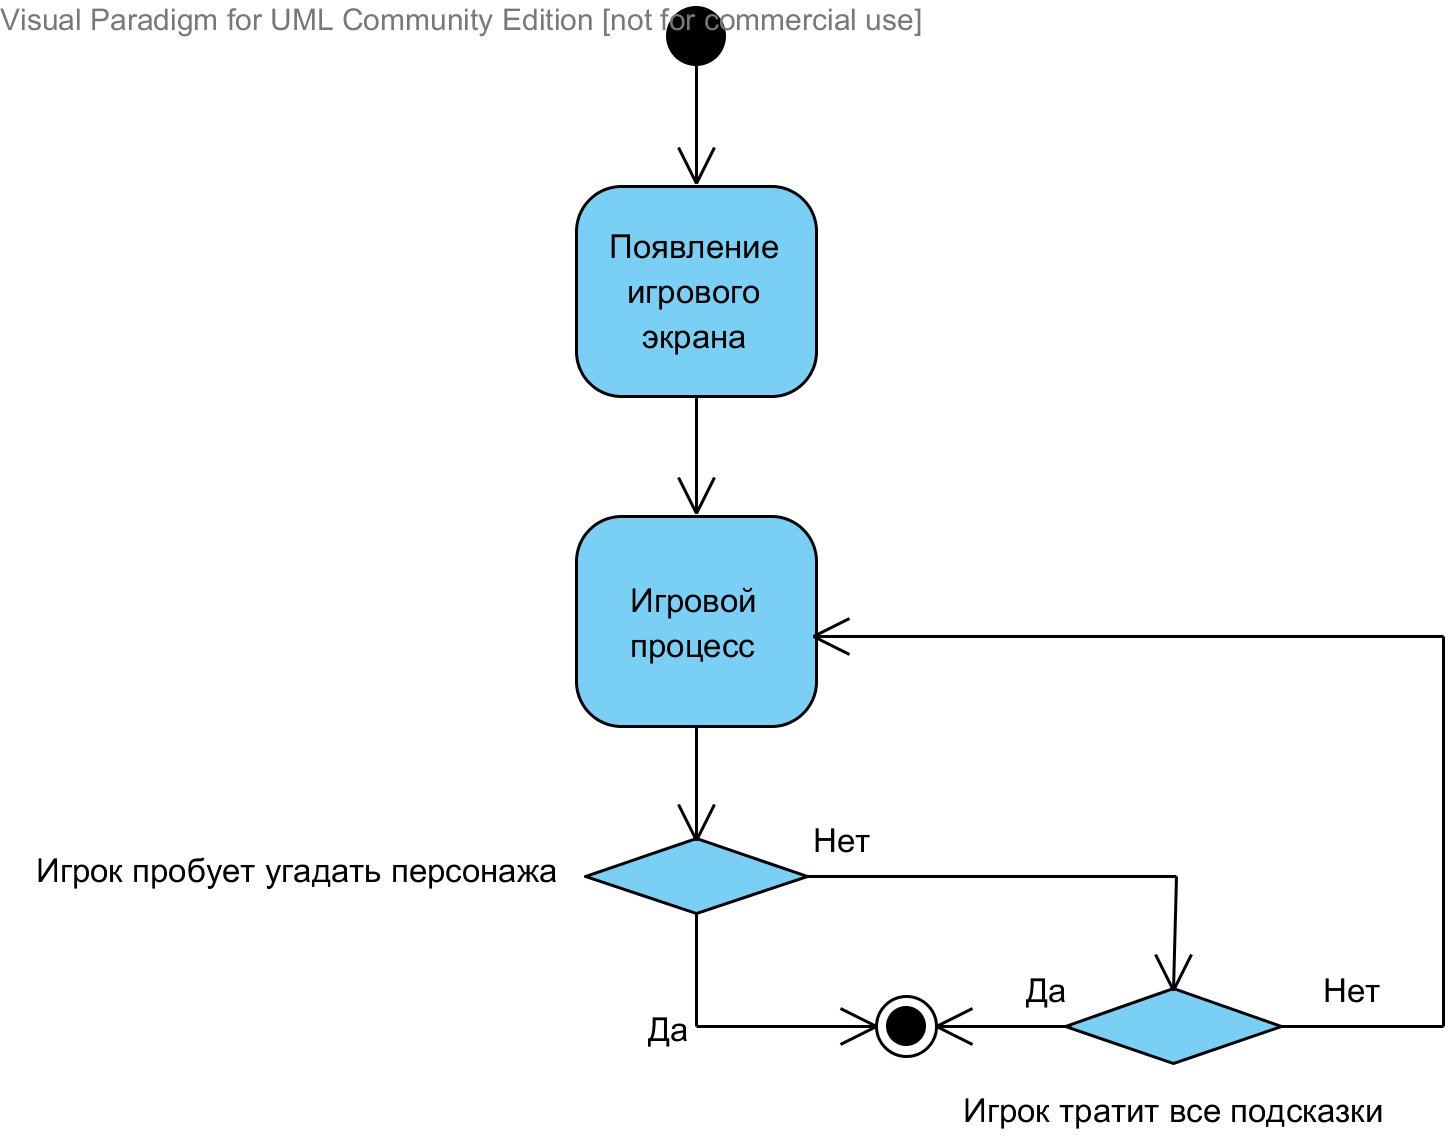 Visual Paradigm for UML Community Edition [not for commercial use]
Появление
игрового
экрана
Игровой
процесс
Игрок пробует угадать персонажа
Нет
Да
Да
Нет
Игрок тратит все подсказки